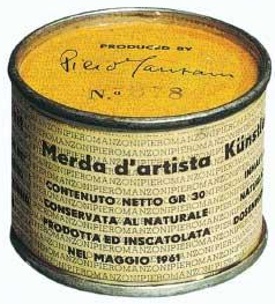 PRODUCED BY
Piero Manzoni
N.º 078
Merda d'artista
CONTENUTO NETTO GR 30
CONSERVATA AL NATURALE
PRODOTTA ED INSCATOLATA
NEL MAGGIO 1961